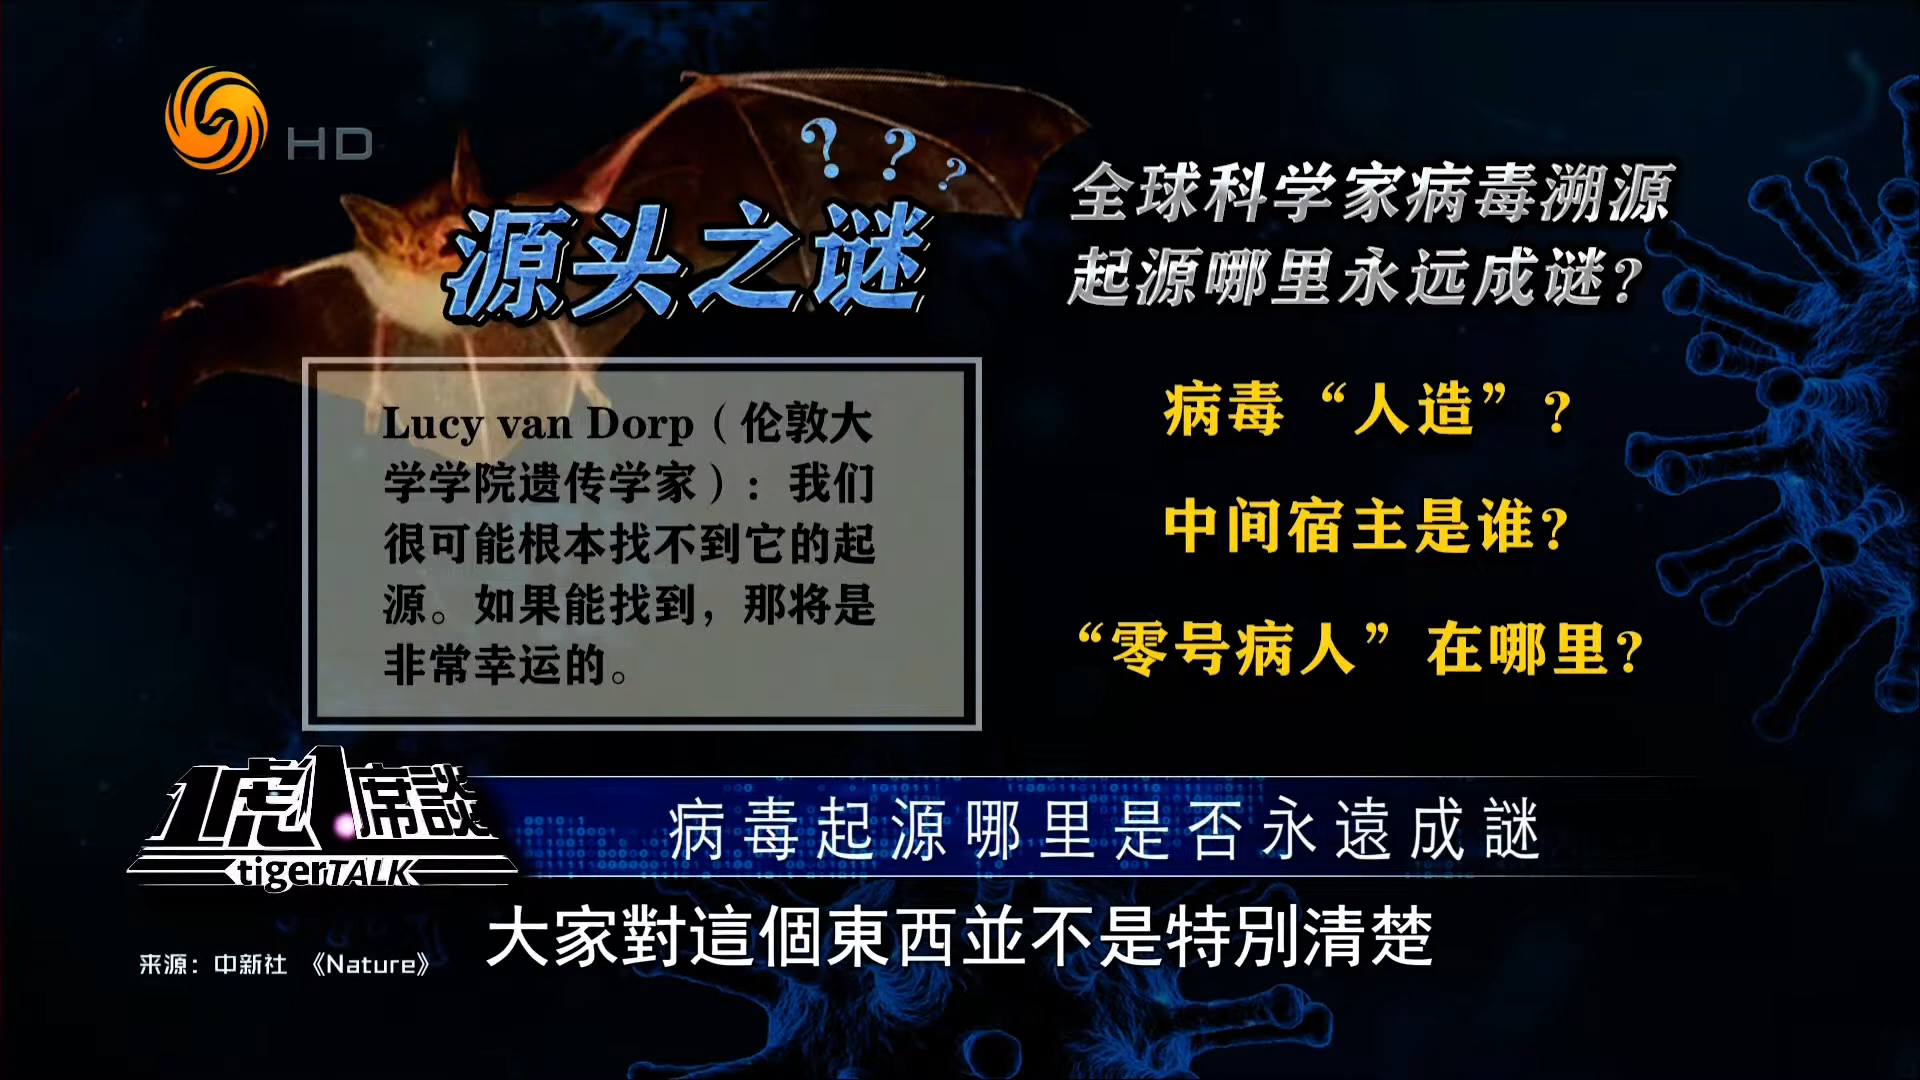 HD
? ? ?
源头之谜
全球科学家病毒溯源
起源哪里永远成谜?
Lucy van Dorp（伦敦大
学学院遗传学家）：我们
很可能根本找不到它的起
源。如果能找到，那将是
非常幸运的。
病毒“人造”？
中间宿主是谁?
“零号病人”在哪里?
1虎1席談
tigerTALK
病毒起源哪里是否永遠成謎
大家對這個東西並不是特別清楚
来源：中新社 《Nature》